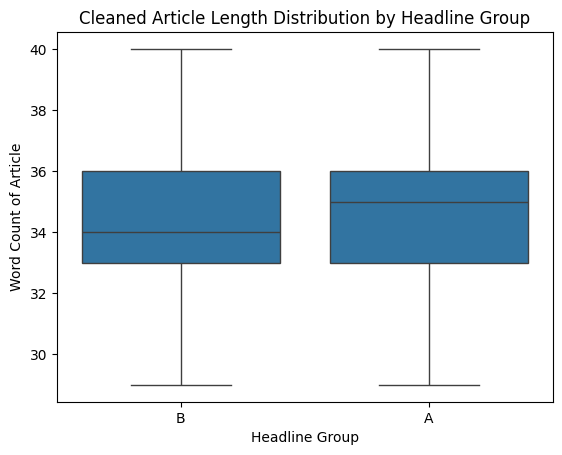 Cleaned Article Length Distribution by Headline Group
Word Count of Article
40
38
36
34
32
30
B
A
Headline Group